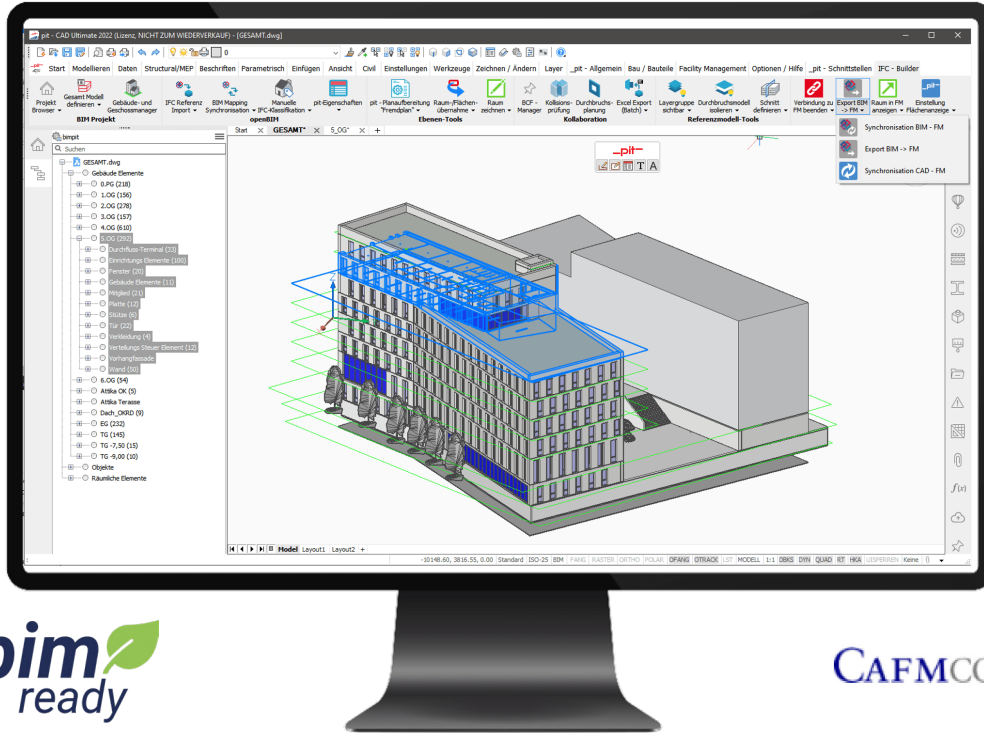 pit - CAD Ultimate 2022 (Lizenz, NICHT ZUM WIEDERVERKAUF) - [GESAMT.dwg]
0
Start Modellieren Daten Structural/MEP Beschriften Parametrisch Einfügen Ansicht Civil Einstellungen Werkzeuge Zeichnen / Ändern Layer _pit - Allgemein Bau / Bauteile Facility Management Optionen / Hilfe _pit - Schnittstellen IFC - Builder
Projekt Browser
Gesamt Modell definieren
Gebäude- und Geschossmanager
IFC Referenz Import
BIM Mapping Synchronisation
Manuelle IFC-Klassifikation
pit-Eigenschaften
pit - Planaufbereitung "Fremdplan"
Raum-/Flächen- übernahme
Raum zeichnen
BCF - Manager
Kollisions- prüfung
Durchbruchs- planung
Excel Export (Batch)
Layergruppe sichtbar
Durchbruchsmodell isolieren
Schnitt definieren
Verbindung zu FM beenden
Export BIM -> FM
Raum in FM anzeigen
Einstellung Flächenanzeige
BIM Projekt openBIM Ebenen-Tools Kollaboration Referenzmodell-Tools
Synchronisation BIM - FM
Export BIM -> FM
Synchronisation CAD - FM
Start GESAMT* 5_OG* +
bimpit
Suchen
GESAMT.dwg
Gebäude Elemente
0.PG (218)
1.OG (156)
2.OG (278)
3.OG (157)
4.OG (610)
5.OG (292)
Durchfluss-Terminal (33)
Einrichtungs Elemente (100)
Fenster (20)
Gebäude Elemente (11)
Mitglied (21)
Platte (12)
Stütze (6)
Tür (22)
Verkleidung (4)
Verteilungs Steuer Element (12)
Vorhangfassade
Wand (50)
6.OG (54)
Attika OK (5)
Attika Terasse
Dach_OKRD (9)
EG (232)
TG (145)
TG -7,50 (15)
TG -9,00 (10)
Objekte
Räumliche Elemente
_pit
T A
Z
f(x)
Model Layout1 Layout2 +
-10148.60, 3816.55, 0.00 Standard ISO-25 BIM FANG RASTER ORTHO POLAR OFANG OTRACK LST MODELL 1:1 DBKS DYN QUAD RT HKA UISPERREN Keine
bim
ready
CAFMCO